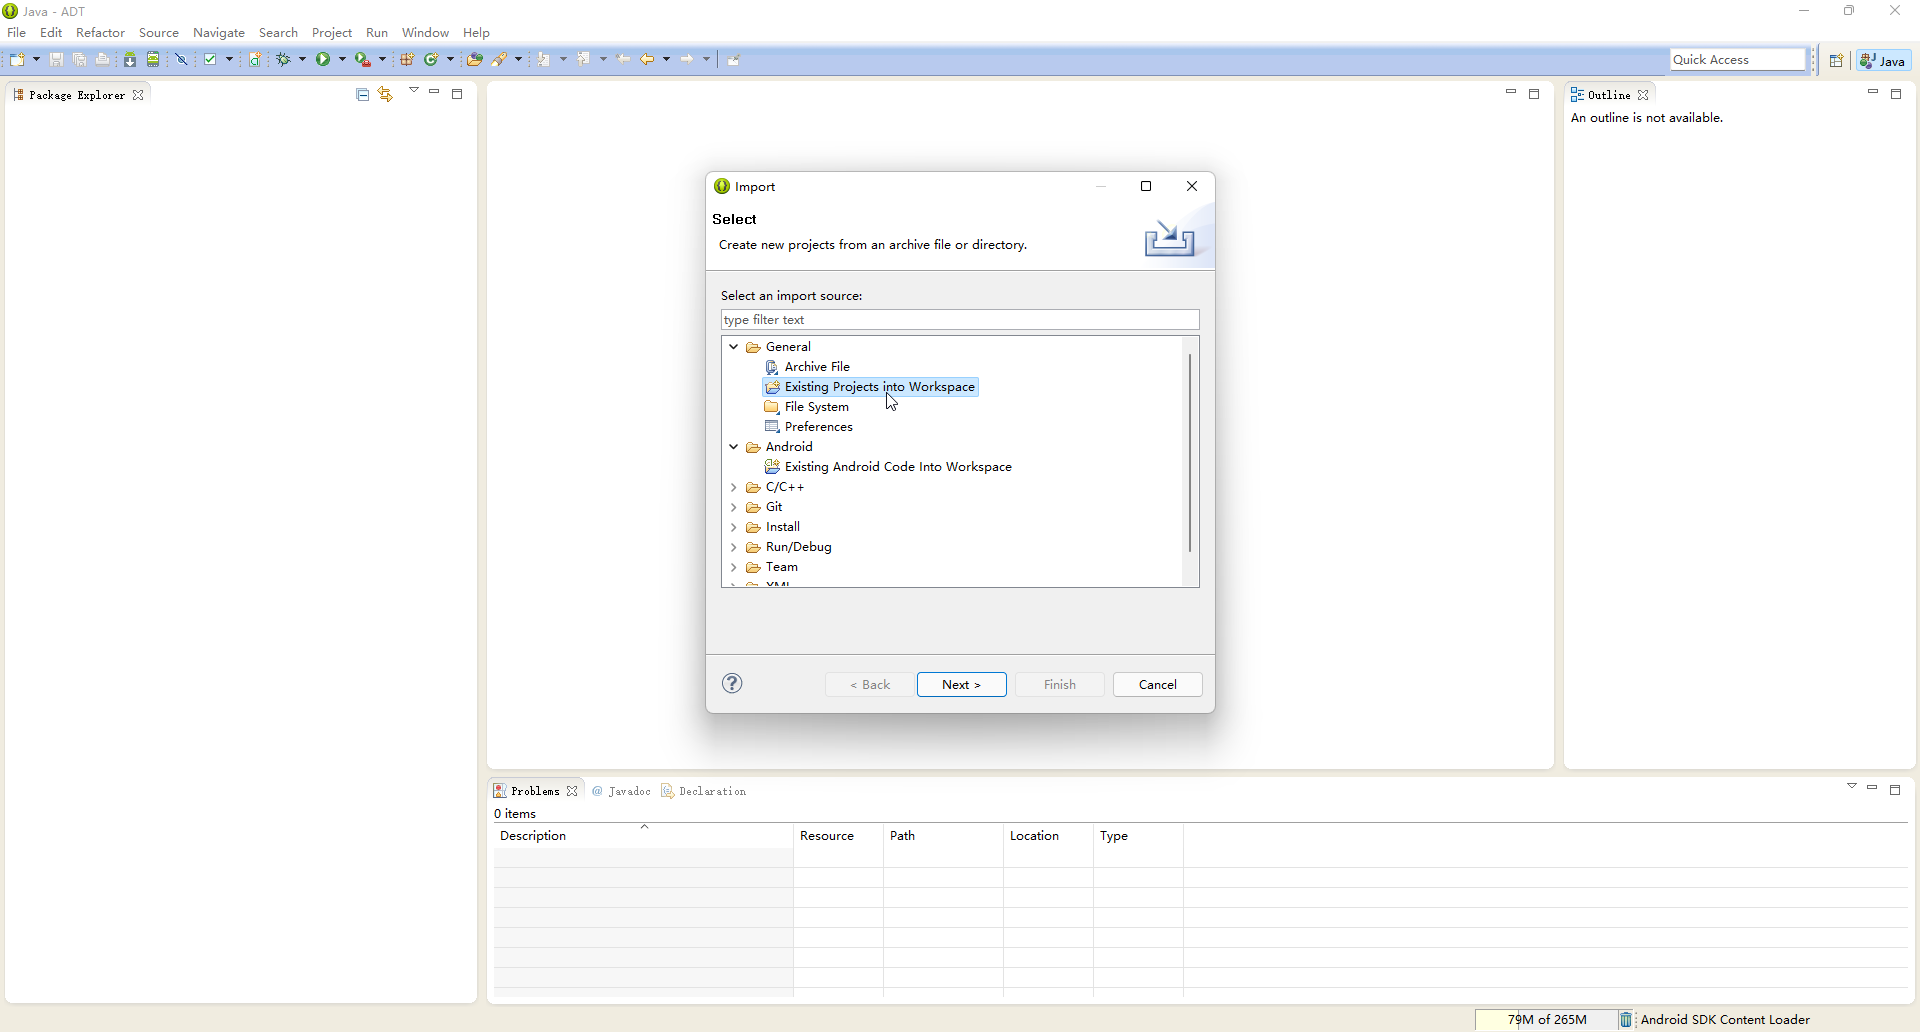 Java - ADT
File Edit Refactor Source Navigate Search Project Run Window Help
Quick Access
Java
Package Explorer
Outline
An outline is not available.
Import
Select
Create new projects from an archive file or directory.
Select an import source:
type filter text
General
Archive File
Existing Projects into Workspace
File System
Preferences
Android
Existing Android Code Into Workspace
C/C++
Git
Install
Run/Debug
Team
XML
< Back Next > Finish Cancel
Problems @ Javadoc Declaration
0 items
Description Resource Path Location Type
79M of 265M Android SDK Content Loader